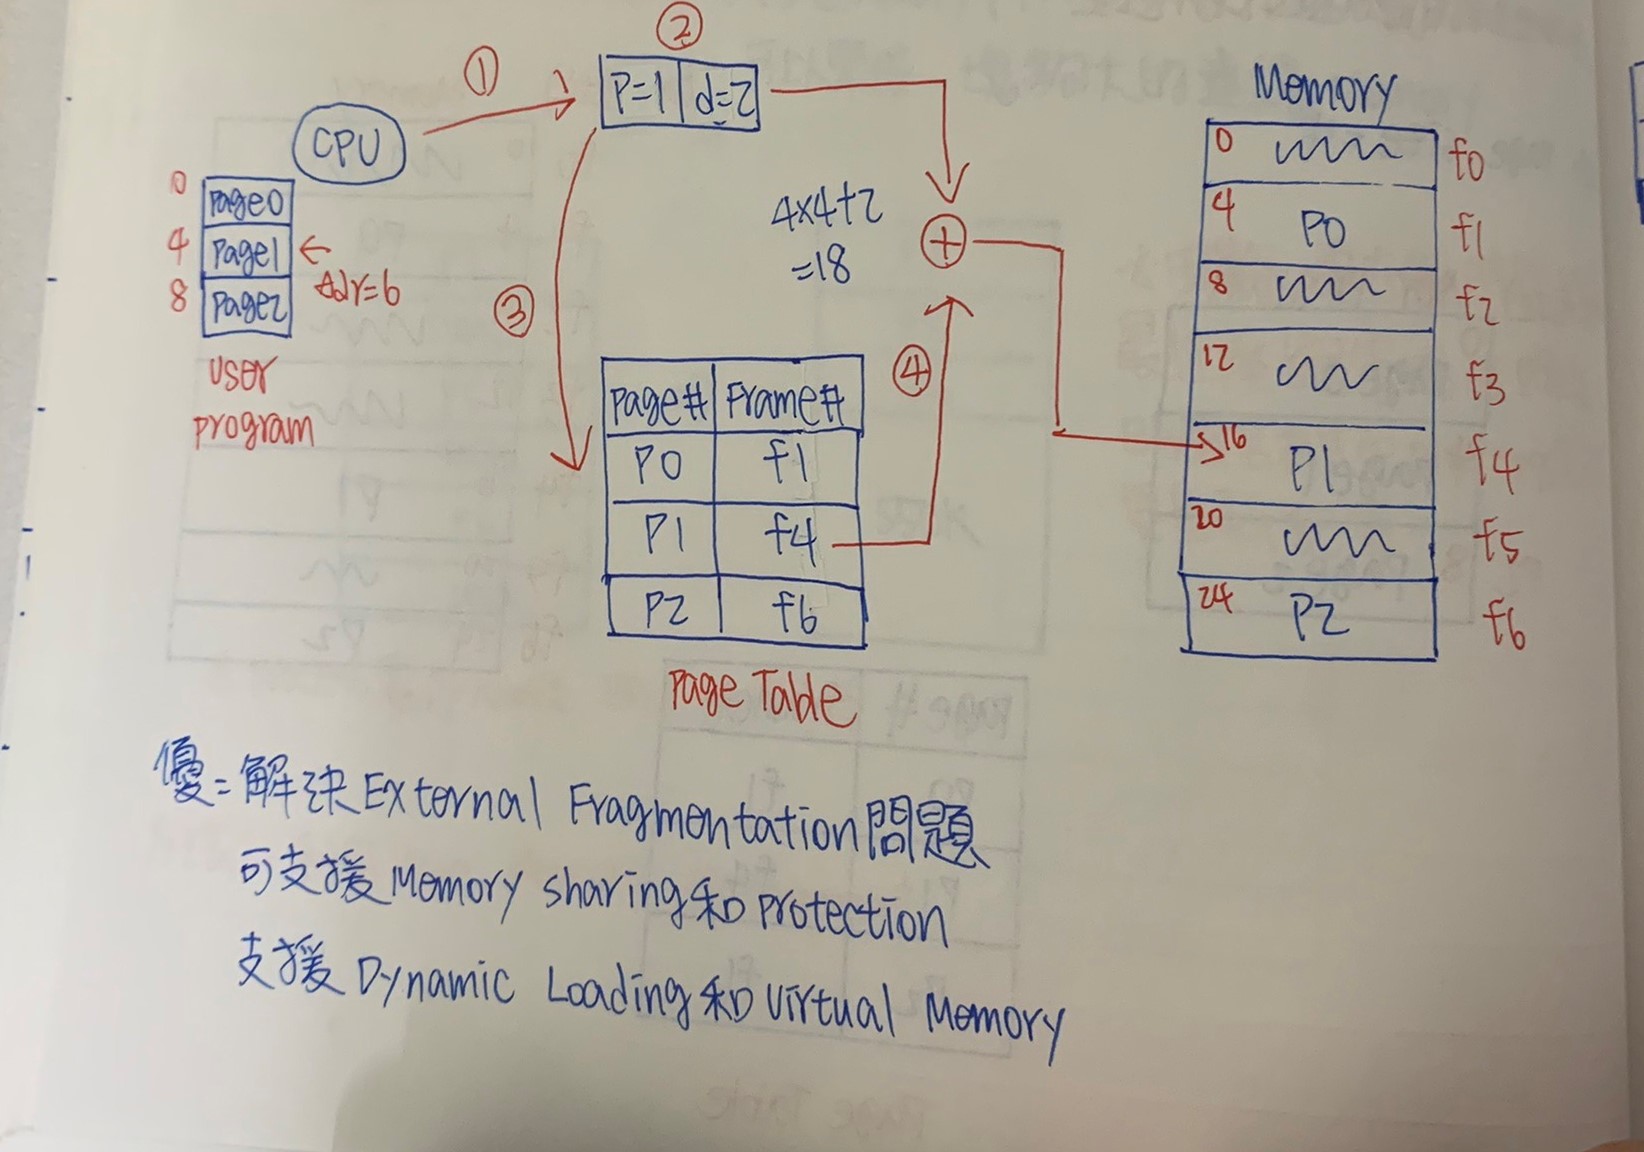 ①
②
P=1 d=2
CPU
0 Page0
4 Page1 ←
Adr=6
8 Page2
user
program
③
4x4+2
=18
+
④
Page# Frame#
P0 f1
P1 f4
P2 f6
Page Table
Memory
0 f0
4 P0 f1
8 f2
12 f3
16 P1 f4
20 f5
24 P2 f6
優=解決External Fragmentation問題
可支援Memory sharing和protection
支援Dynamic Loading和Virtual Memory